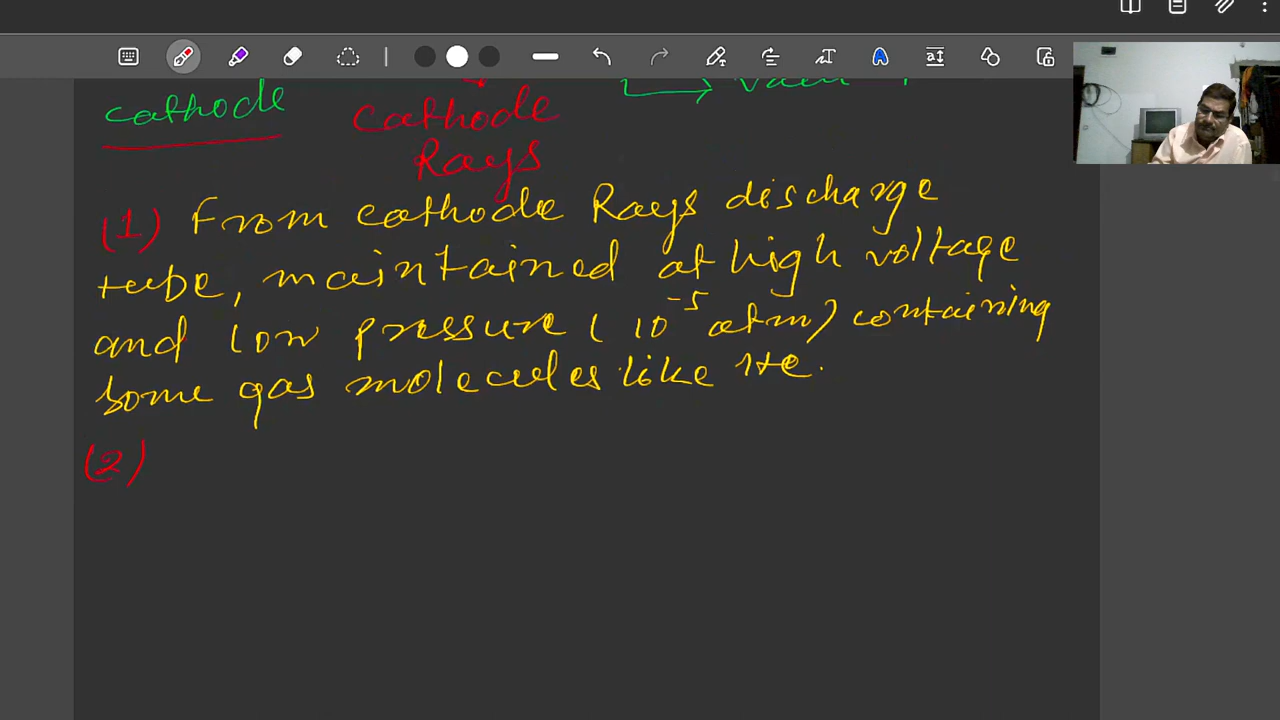 cathode
Cathode
Rays
(1) From cathode Rays discharge
tube, maintained at high voltage
and low pressure (10⁻⁵ atm) containing
some gas molecules like He.
(2)